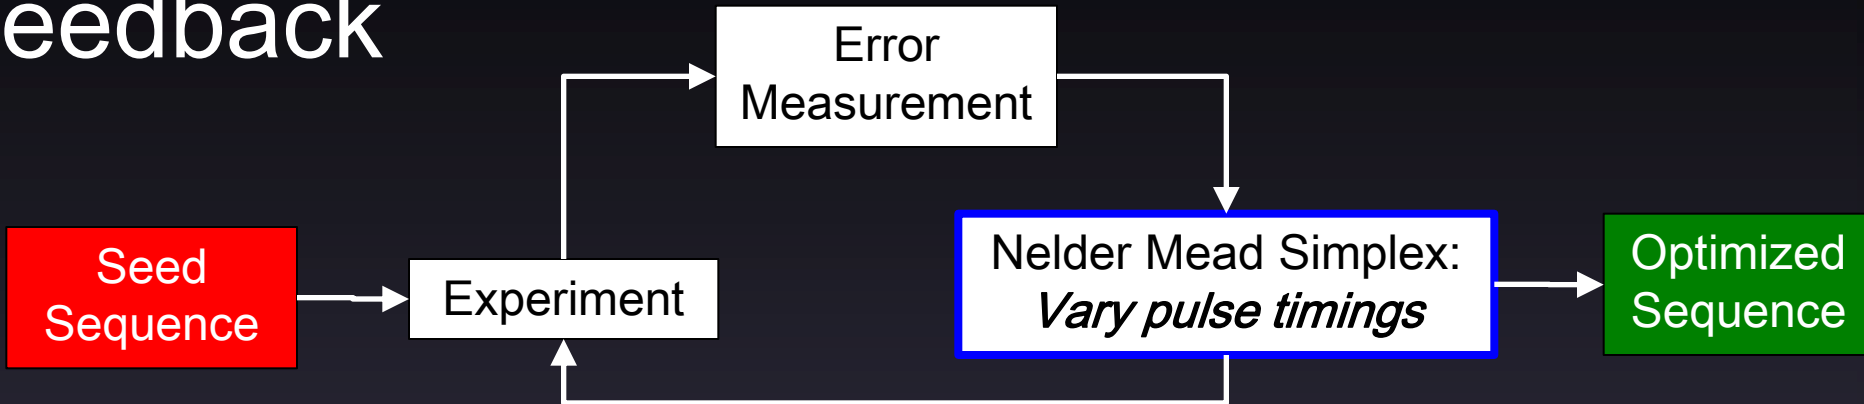 eedback
Error
Measurement
Seed
Sequence
Experiment
Nelder Mead Simplex:
Vary pulse timings
Optimized
Sequence